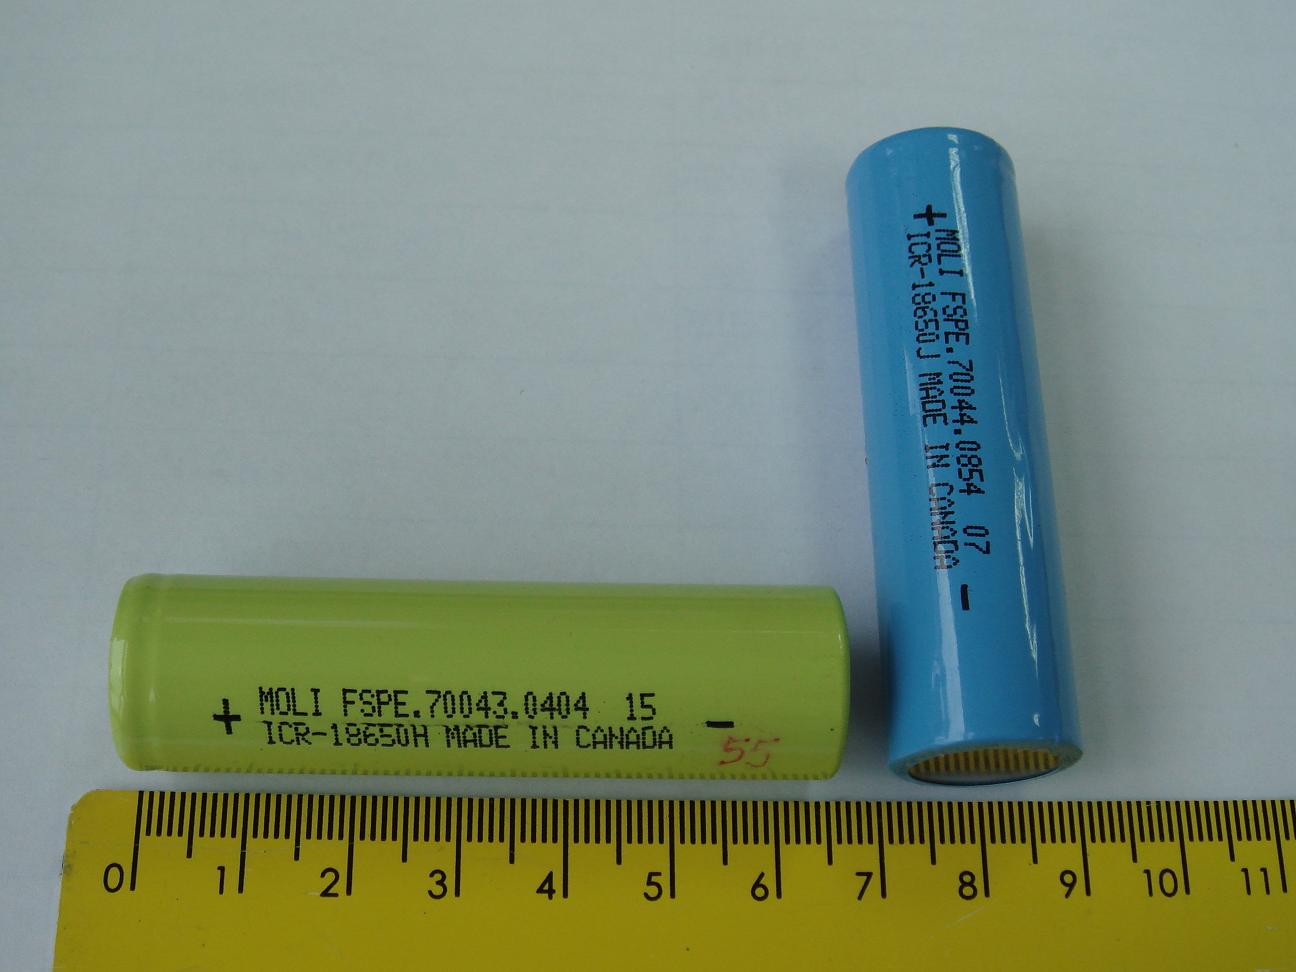 + MOLI FSPE.70044.0854 07 -
ICR-18650J MADE IN CANADA
+ MOLI FSPE.70043.0404 15 -
ICR-18650H MADE IN CANADA
55
0 1 2 3 4 5 6 7 8 9 10 11